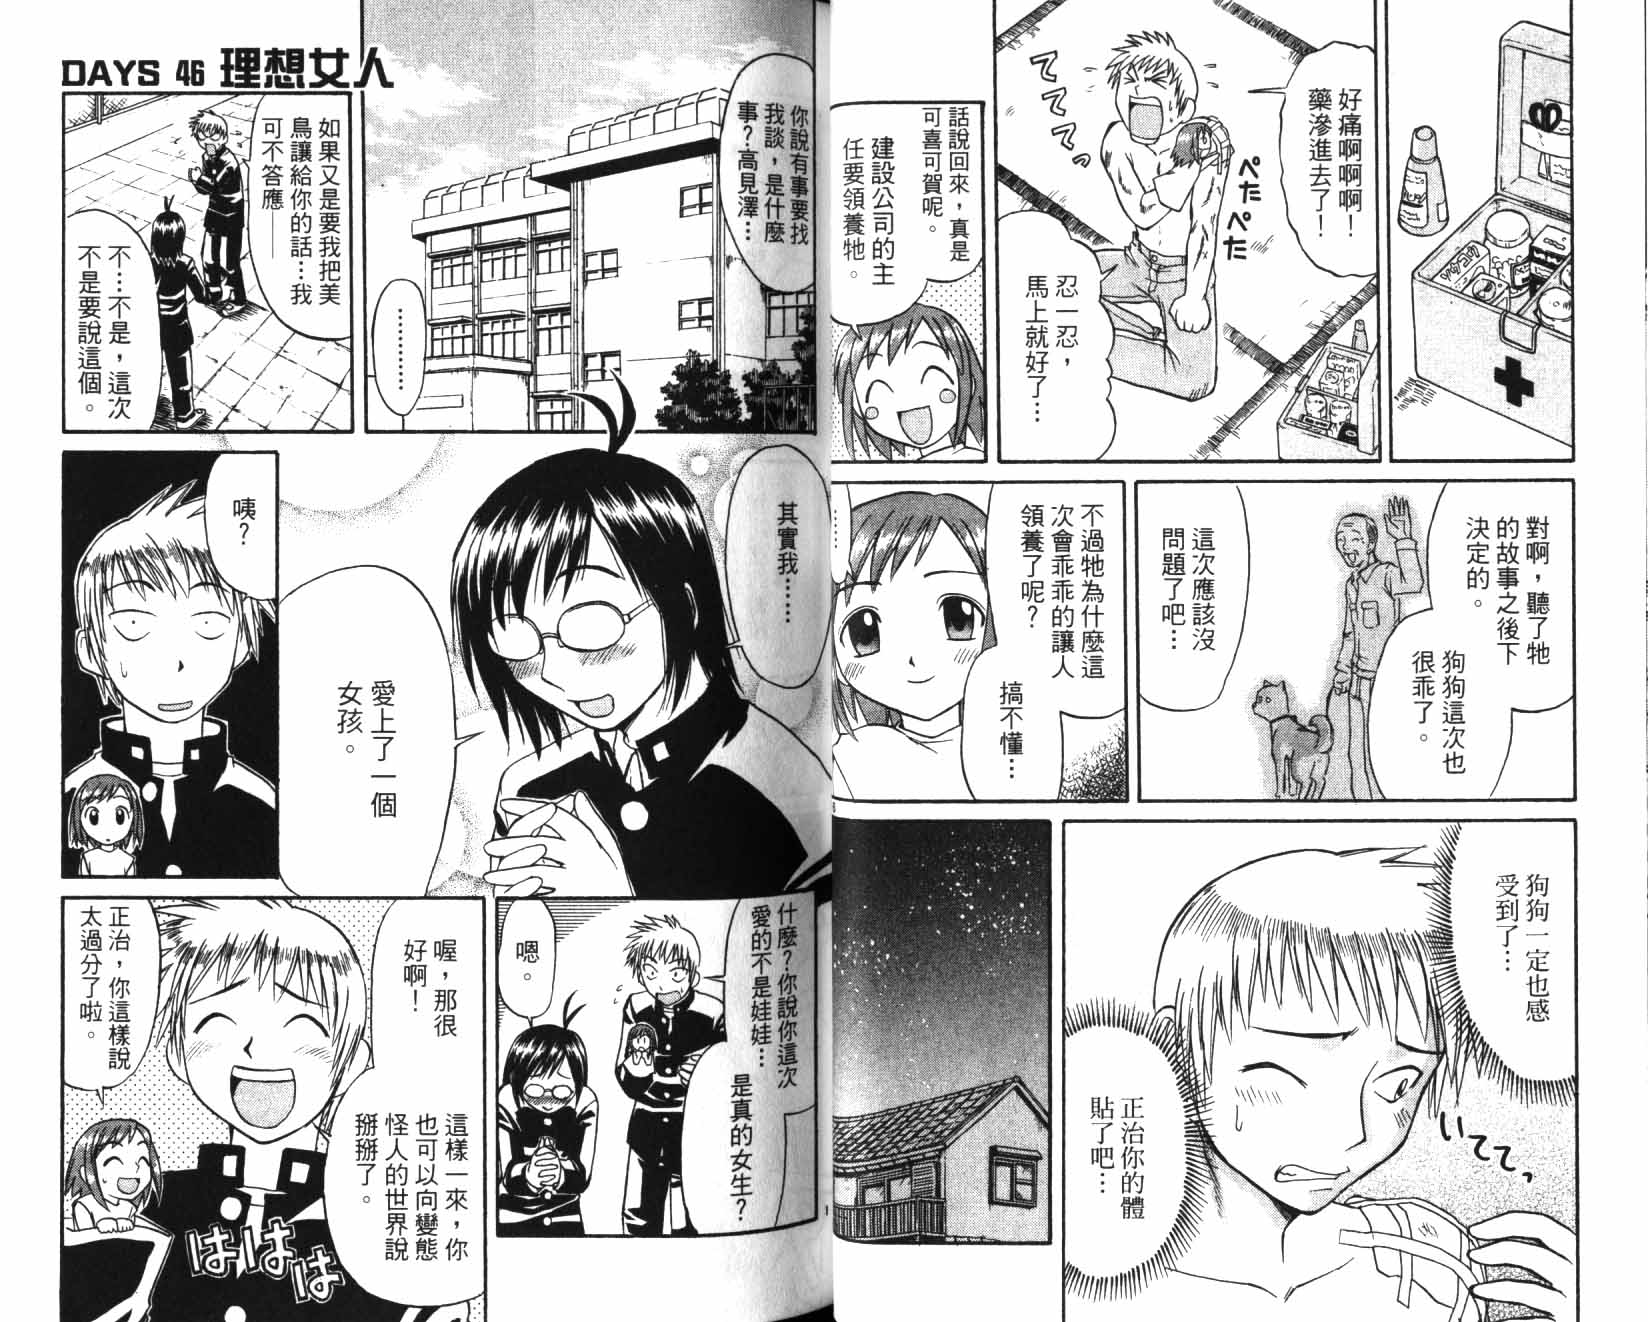 好痛啊啊啊啊！
藥滲進去了！
てててってっ
ぺたぺた
忍一忍，
馬上就好了…
話說回來，真是
可喜可賀呢。
建設公司的主
任要領養牠。
對啊，聽了牠
的故事之後下
決定的。
狗狗這次也
很乖了。
這次應該沒
問題了吧…
不過牠為什麼這
次會乖乖的讓人
領養了呢？
搞不懂…
……
狗狗一定也感
受到了…
正治你的體
貼了吧…
いててっ。
DAYS 46 理想女人
你說有事要找
我談，是什麼
事？高見澤…
…………
如果又是要我把美
鳥讓給你的話…我
可不答應——
不…不是，這次
不是要說這個。
其實我……
愛上了一個
女孩。
咦？
什麼？你說你這次
愛的不是娃娃…
是真的女生？
嗯。
喔，那很
好啊！
這樣一來，你
也可以向變態
怪人的世界說
掰掰了。
正治，你這樣說
太過分了啦。
ははは